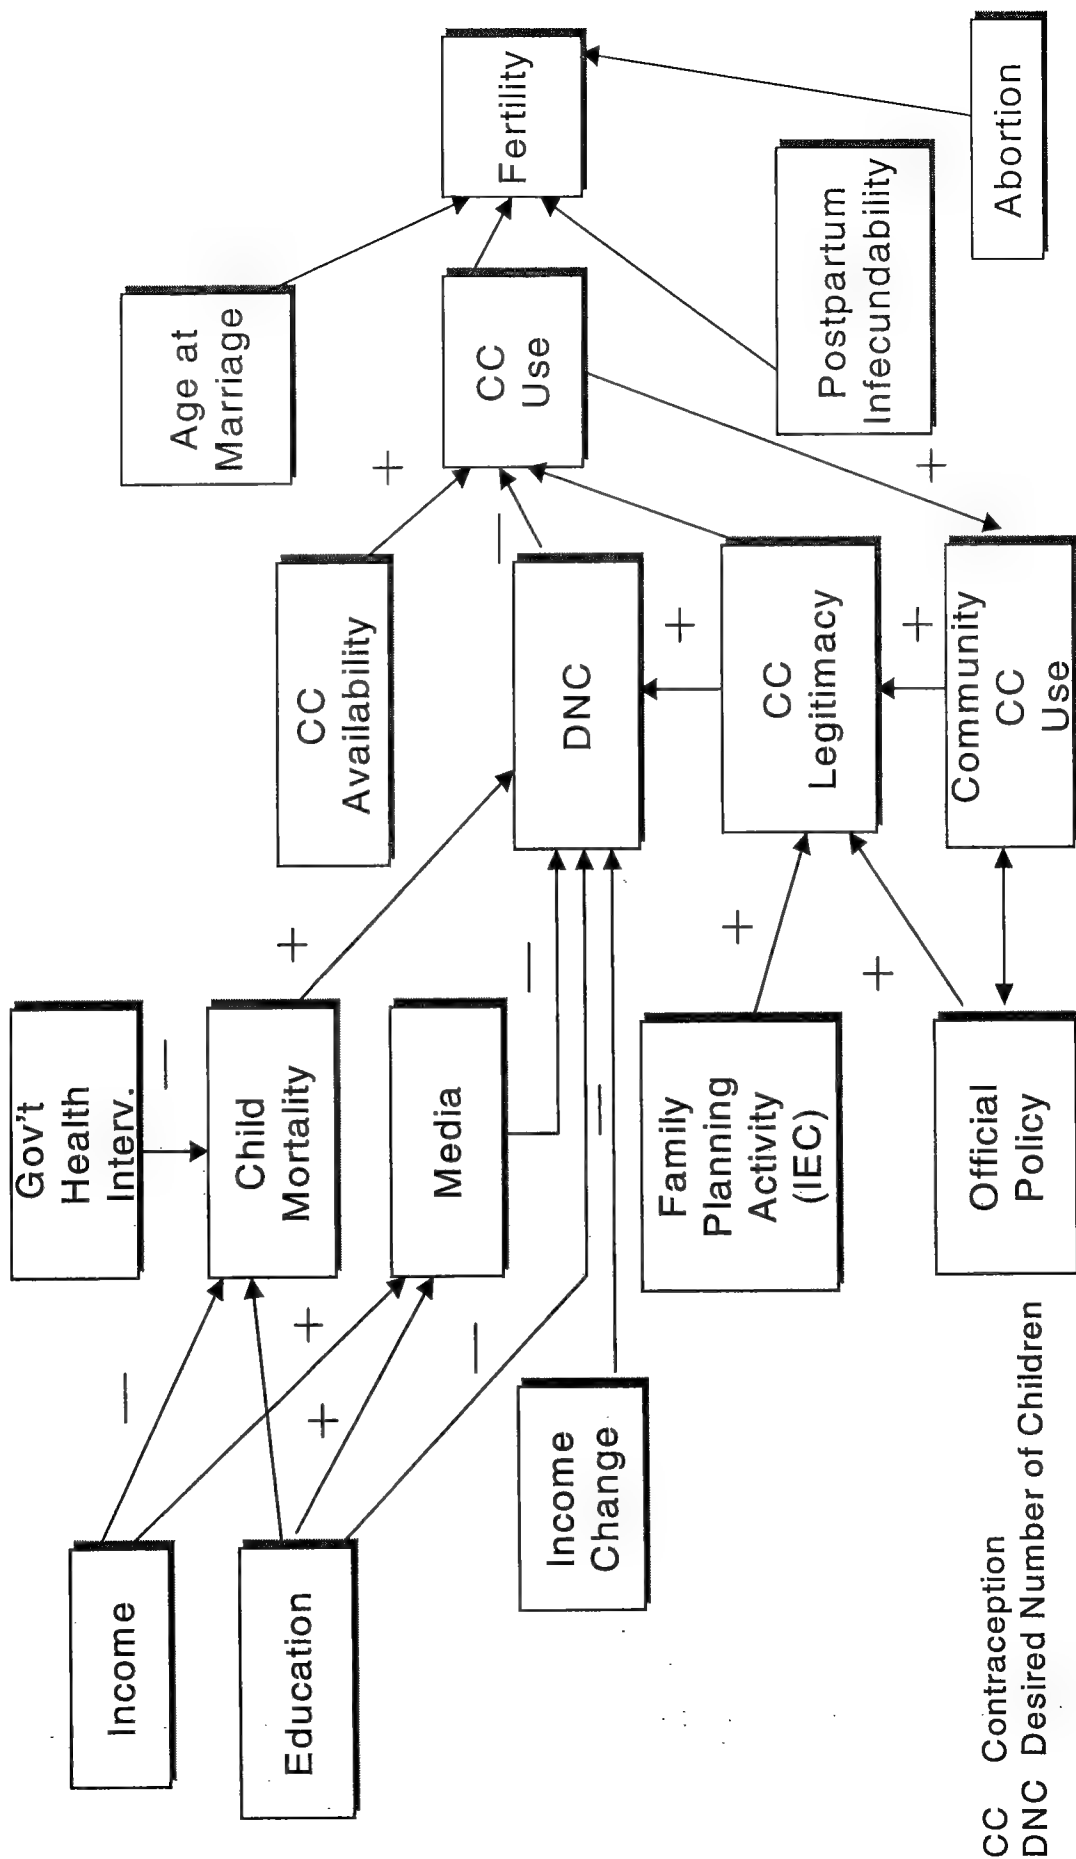 Gov't
Health
Interv.
Age at
Marriage
Income
Child
Mortality
CC
Availability
Education
Media
CC
Use
Fertility
Income
Change
DNC
Family
Planning
Activity
(IEC)
CC
Legitimacy
Postpartum
Infecundability
Official
Policy
Community
CC
Use
Abortion
−
−
+
+
+
−
−
−
+
−
+
+
+
+
+
CC Contraception
DNC Desired Number of Children